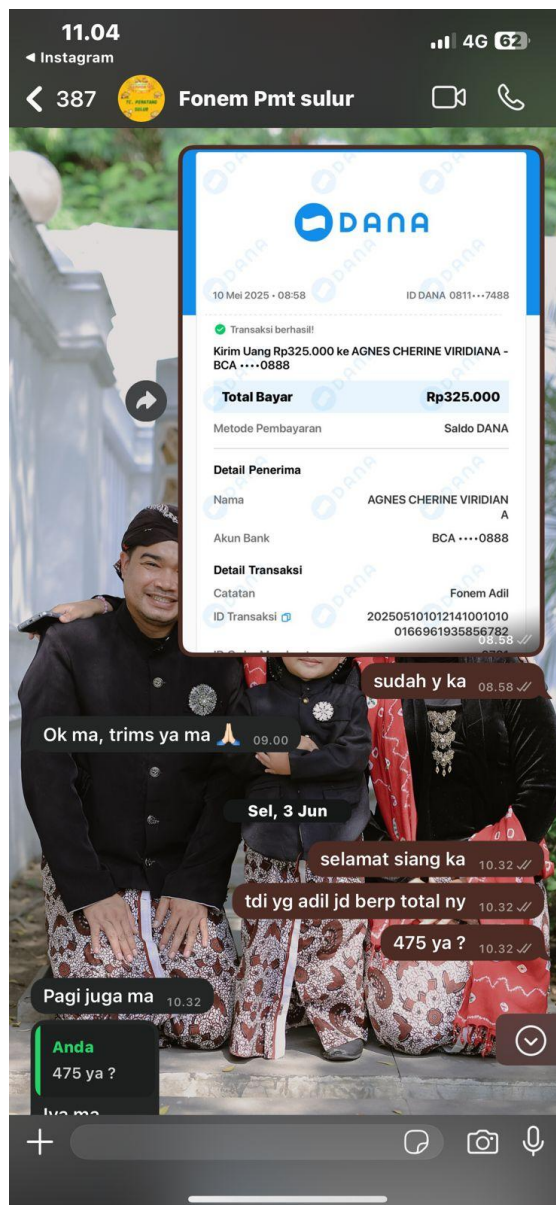 11.04
4G 62
◀ Instagram
387
Fonem Pmt sulur
DANA
10 Mei 2025 • 08:58
ID DANA 0811•••7488
Transaksi berhasil!
Kirim Uang Rp325.000 ke AGNES CHERINE VIRIDIANA -
BCA ••••0888
Total Bayar Rp325.000
Metode Pembayaran Saldo DANA
Detail Penerima
Nama AGNES CHERINE VIRIDIAN
A
Akun Bank BCA ••••0888
Detail Transaksi
Catatan Fonem Adil
ID Transaksi 202505101012141001010
0166961935856782
08.58
sudah y ka 08.58
Ok ma, trims ya ma 🙏🏻 09.00
Sel, 3 Jun
selamat siang ka 10.32
tdi yg adil jd berp total ny 10.32
475 ya ? 10.32
Pagi juga ma 10.32
Anda
475 ya ?
Iya ma